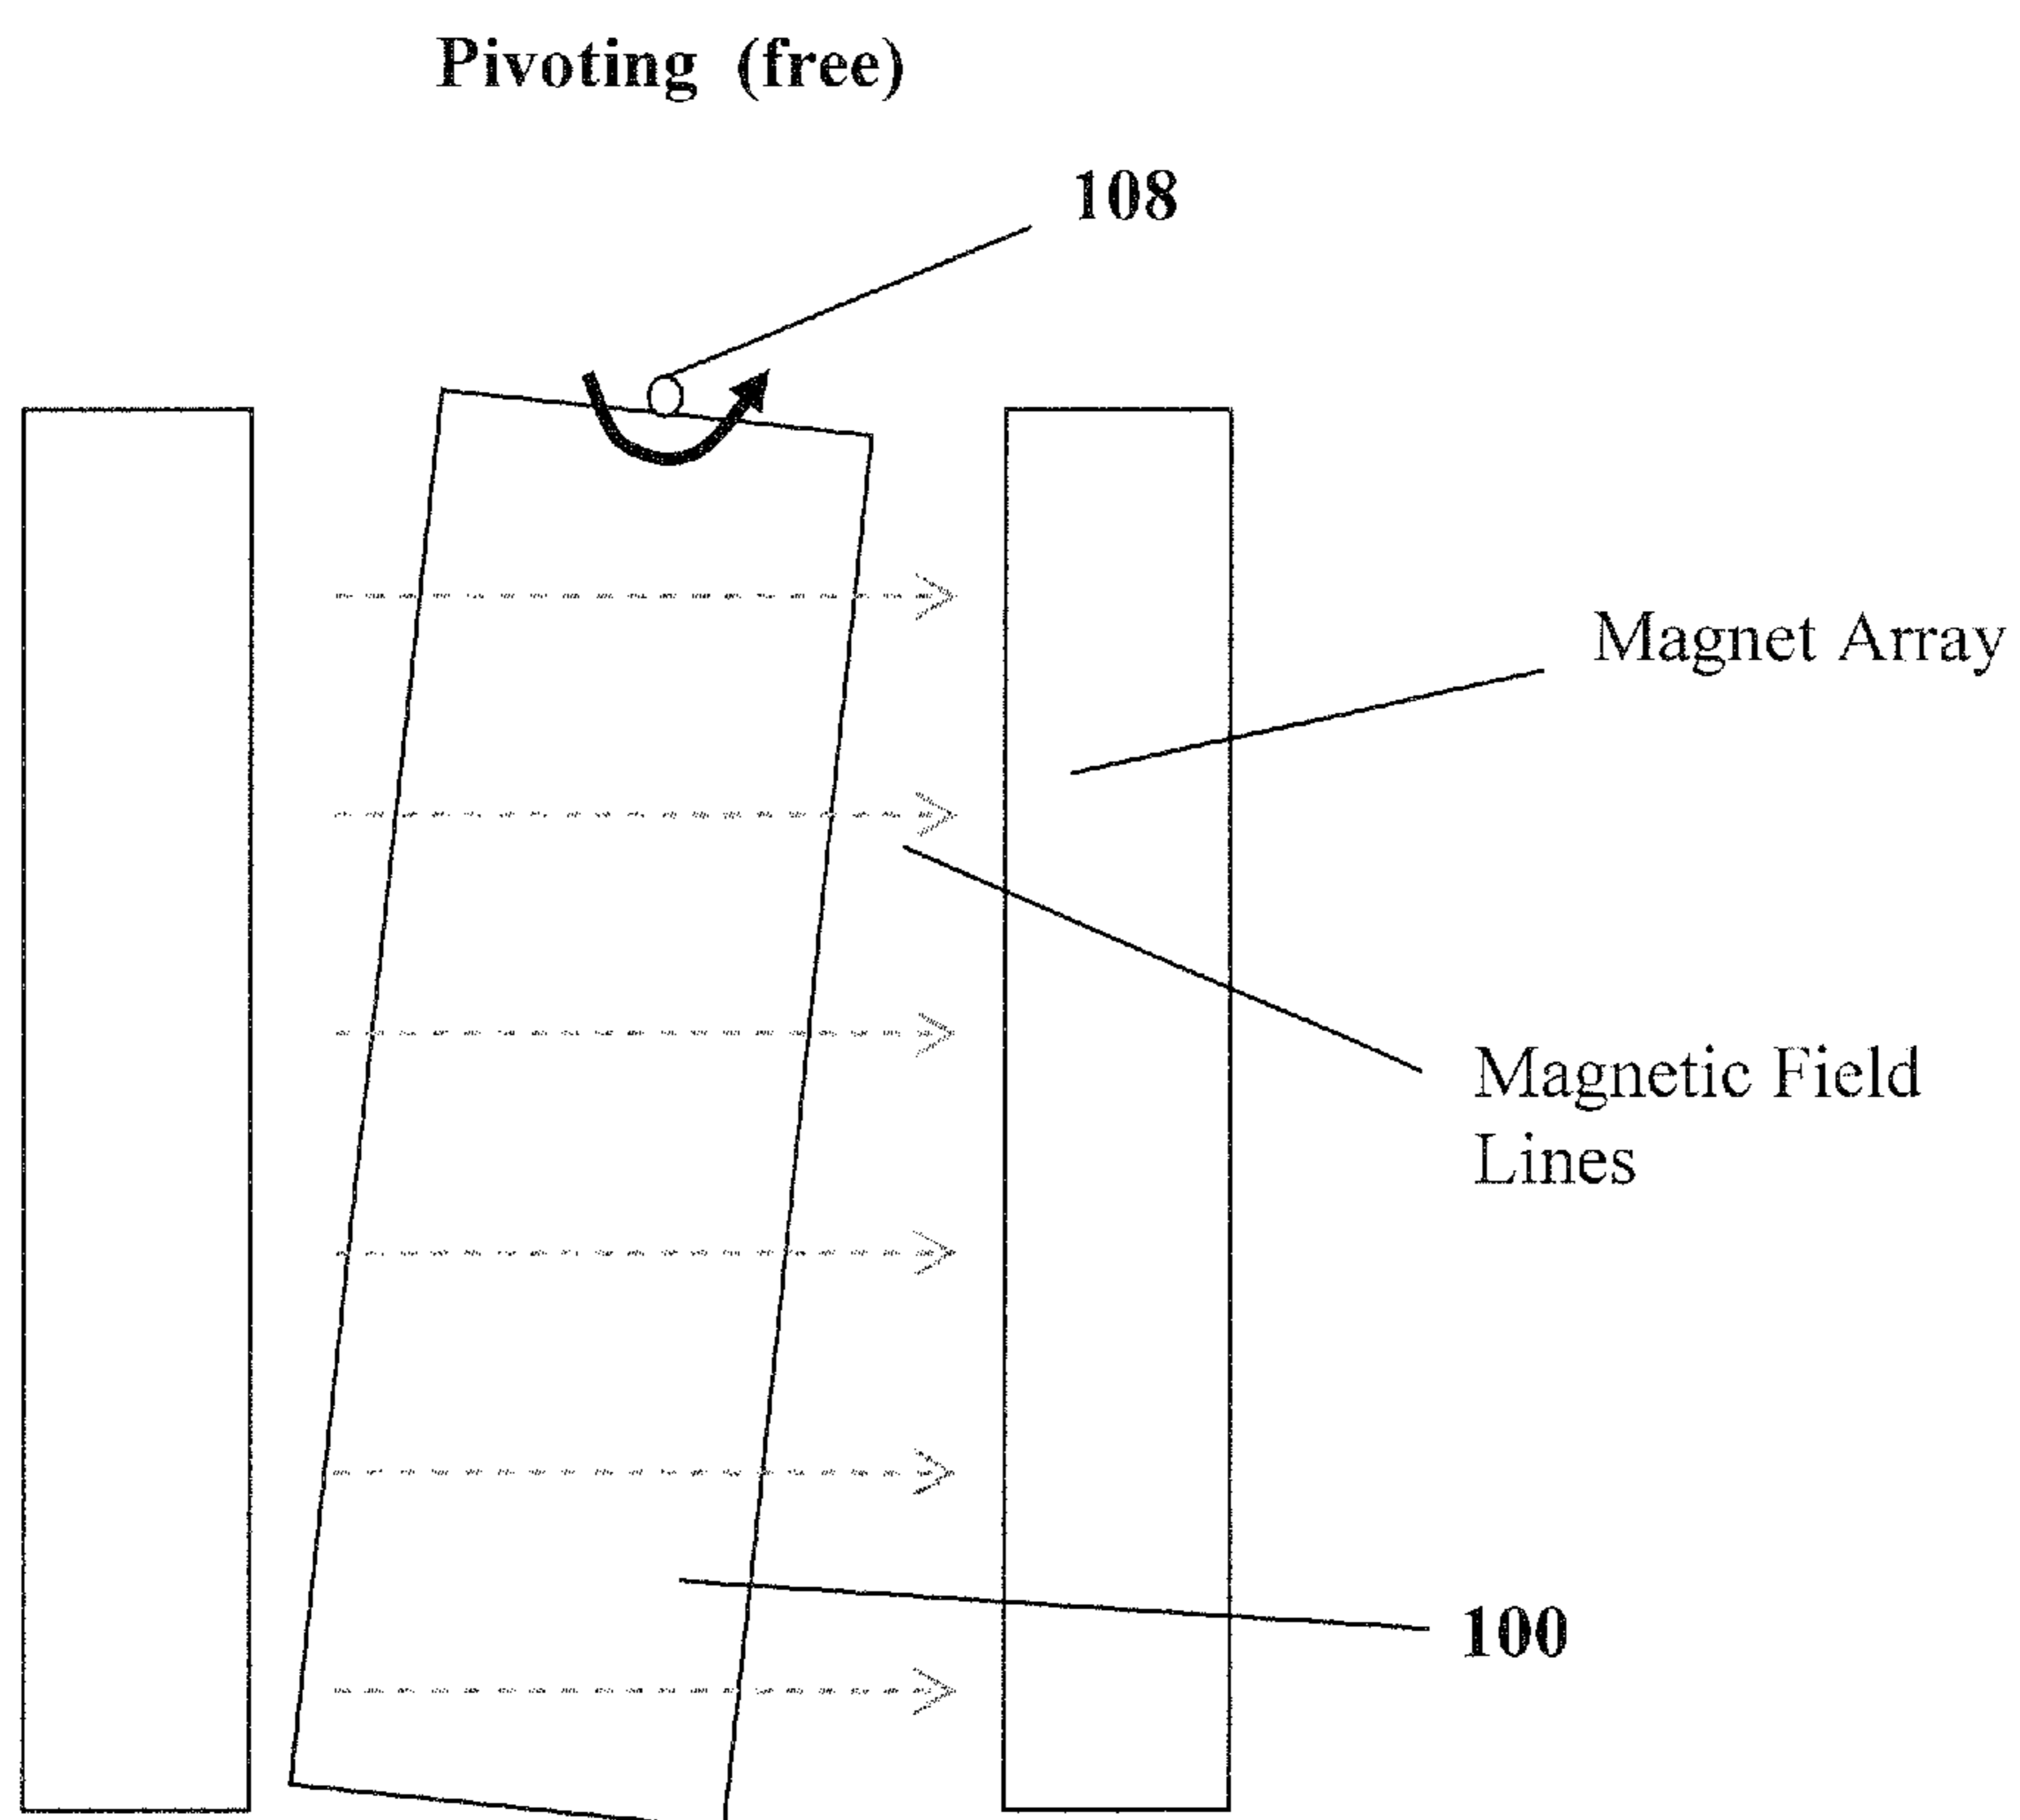 Pivoting (free)
108
Magnet Array
Magnetic Field
Lines
100